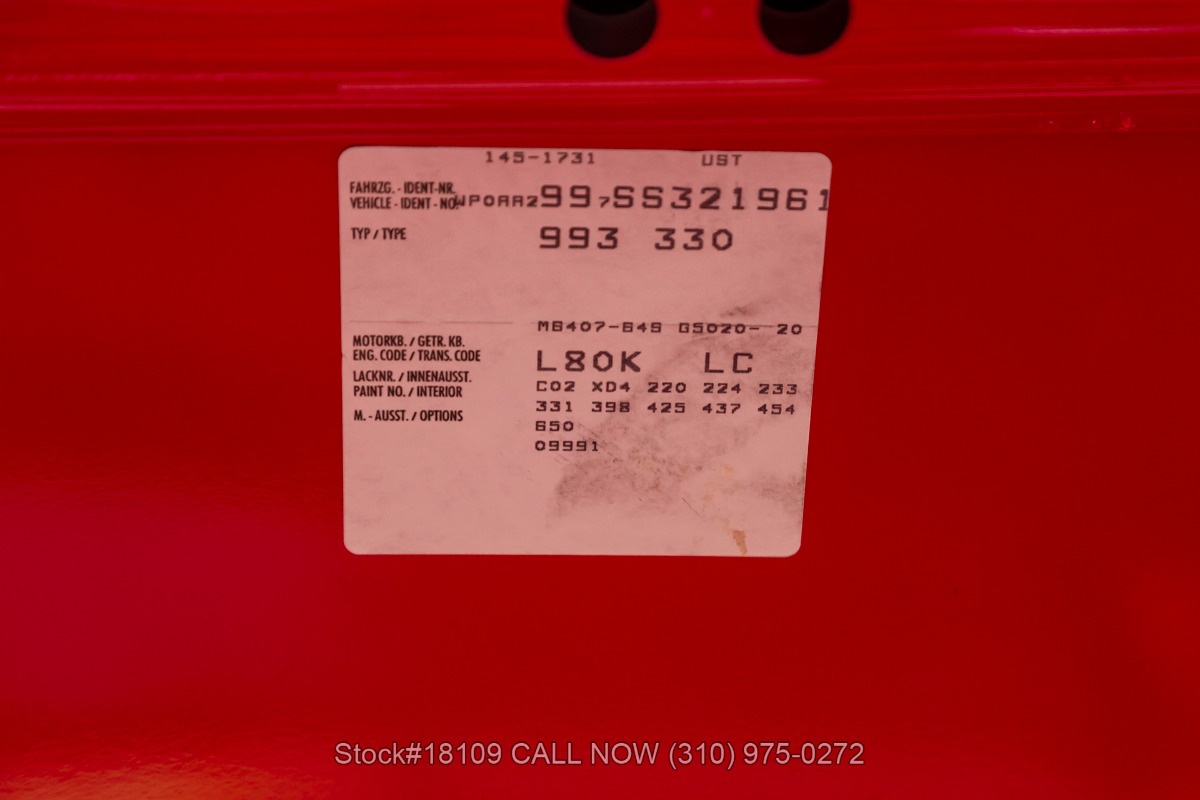 145-1731 UST
FAHRZG. - IDENT-NR.
VEHICLE - IDENT - NO. WP0AA2997SS321961
TYP / TYPE 993 330
M6407-64S G5020- 20
MOTORKB. / GETR. KB.
ENG. CODE / TRANS. CODE
L80K LC
LACKNR. / INNENAUSST.
PAINT NO. / INTERIOR
C02 XD4 220 224 233
M. - AUSST. / OPTIONS
331 398 425 437 454
650
09991
Stock#18109 CALL NOW (310) 975-0272